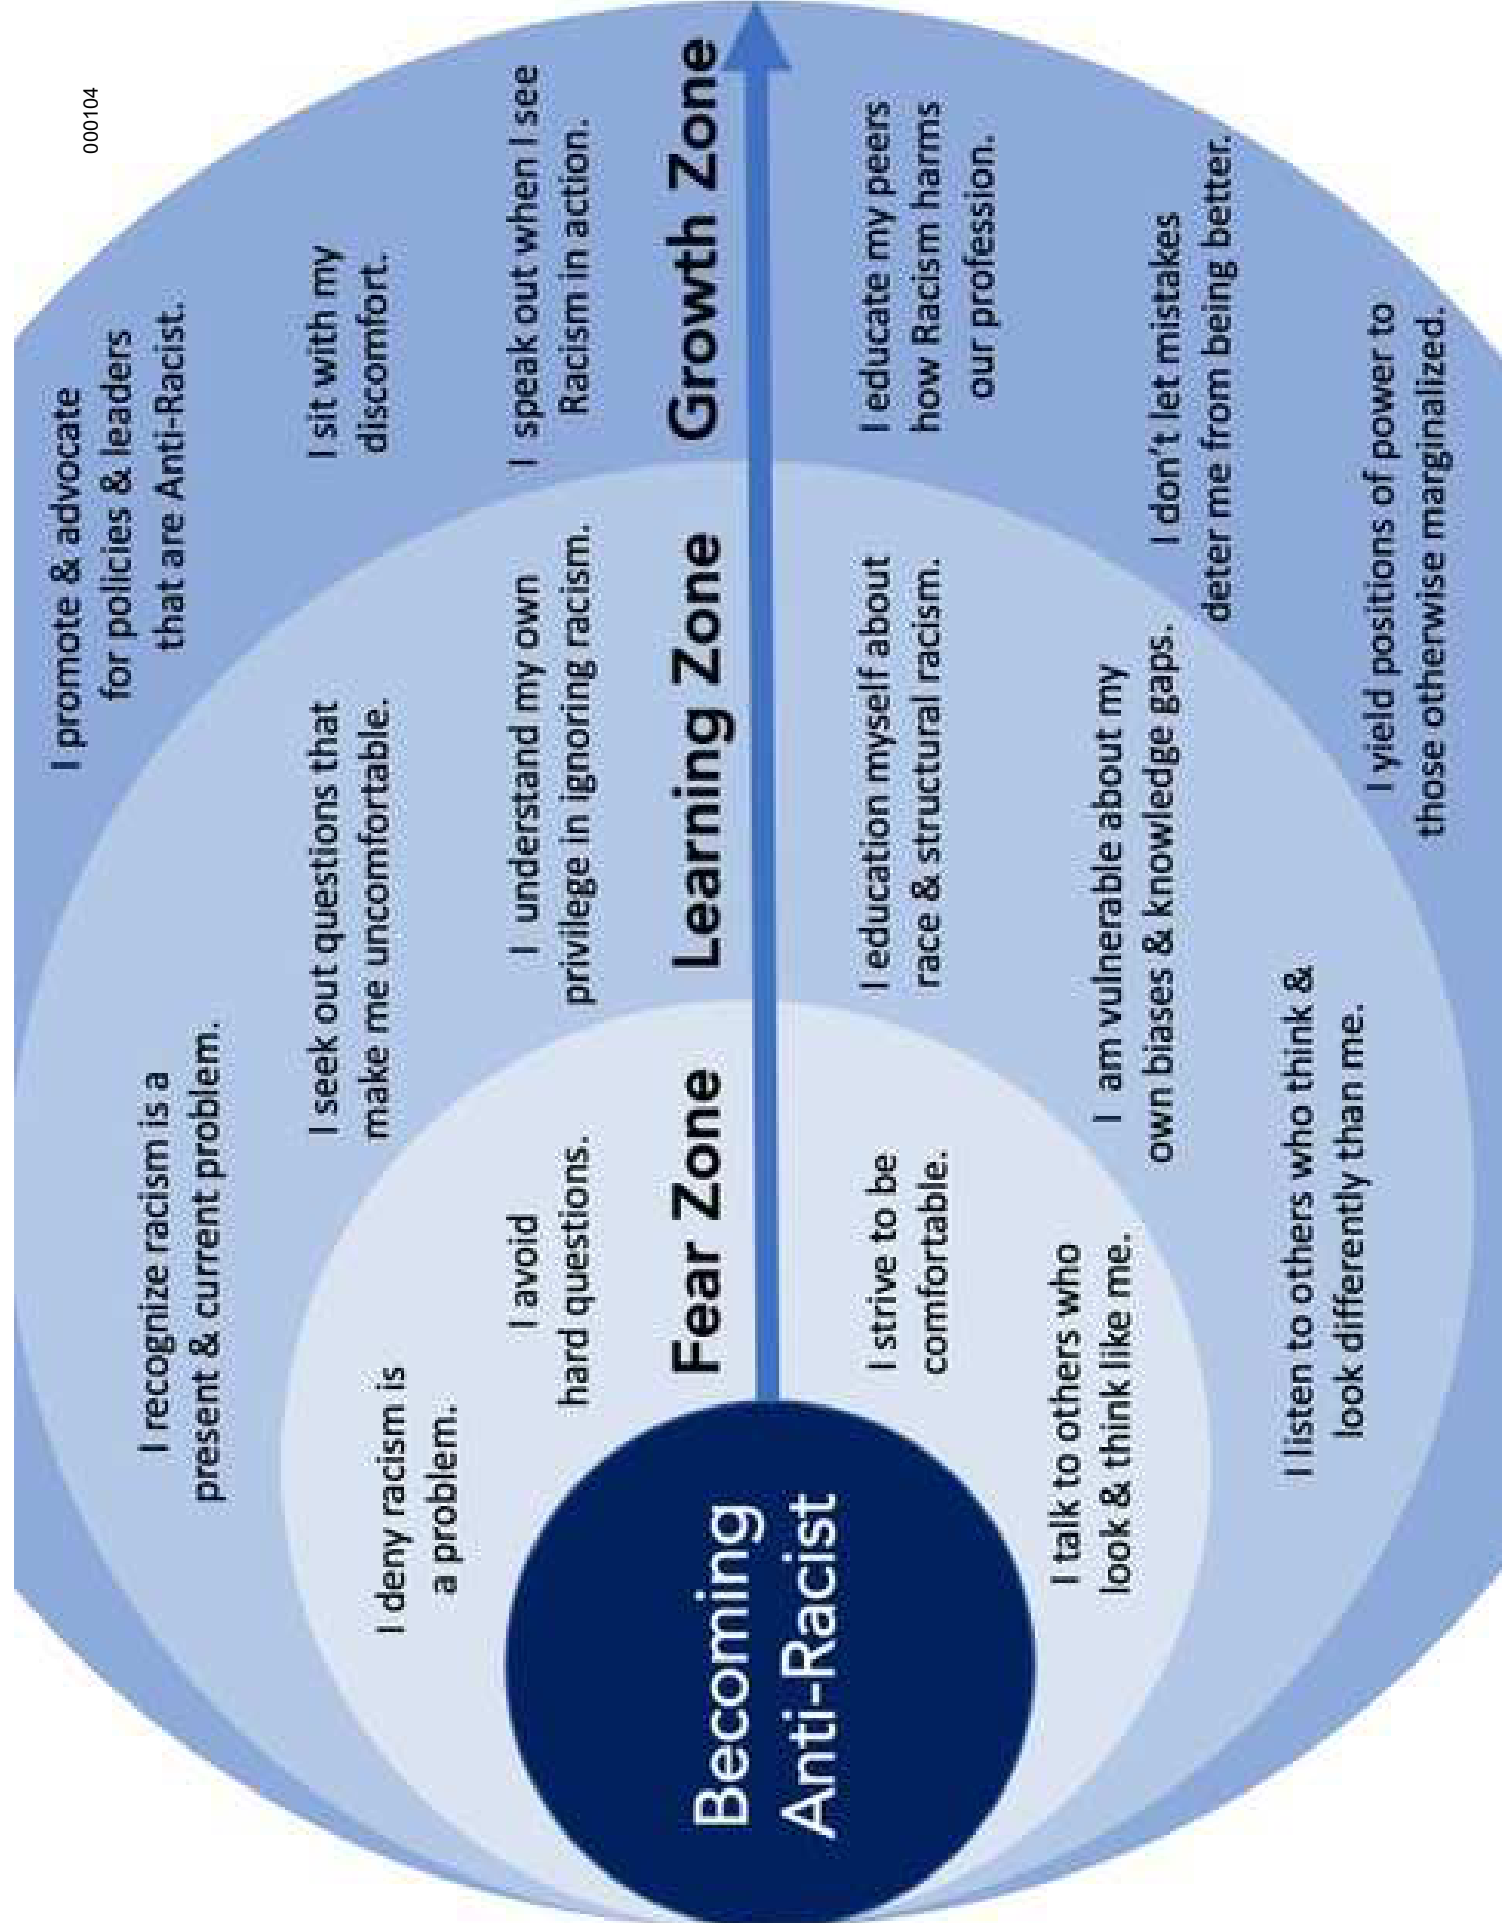 000104
Becoming
Anti-Racist
Fear Zone
I deny racism is
a problem.
I avoid
hard questions.
I strive to be
comfortable.
I talk to others who
look & think like me.
Learning Zone
I recognize racism is a
present & current problem.
I seek out questions that
make me uncomfortable.
I understand my own
privilege in ignoring racism.
I education myself about
race & structural racism.
I am vulnerable about my
own biases & knowledge gaps.
I listen to others who think &
look differently than me.
Growth Zone
I promote & advocate
for policies & leaders
that are Anti-Racist.
I sit with my
discomfort.
I speak out when I see
Racism in action.
I educate my peers
how Racism harms
our profession.
I don't let mistakes
deter me from being better.
I yield positions of power to
those otherwise marginalized.